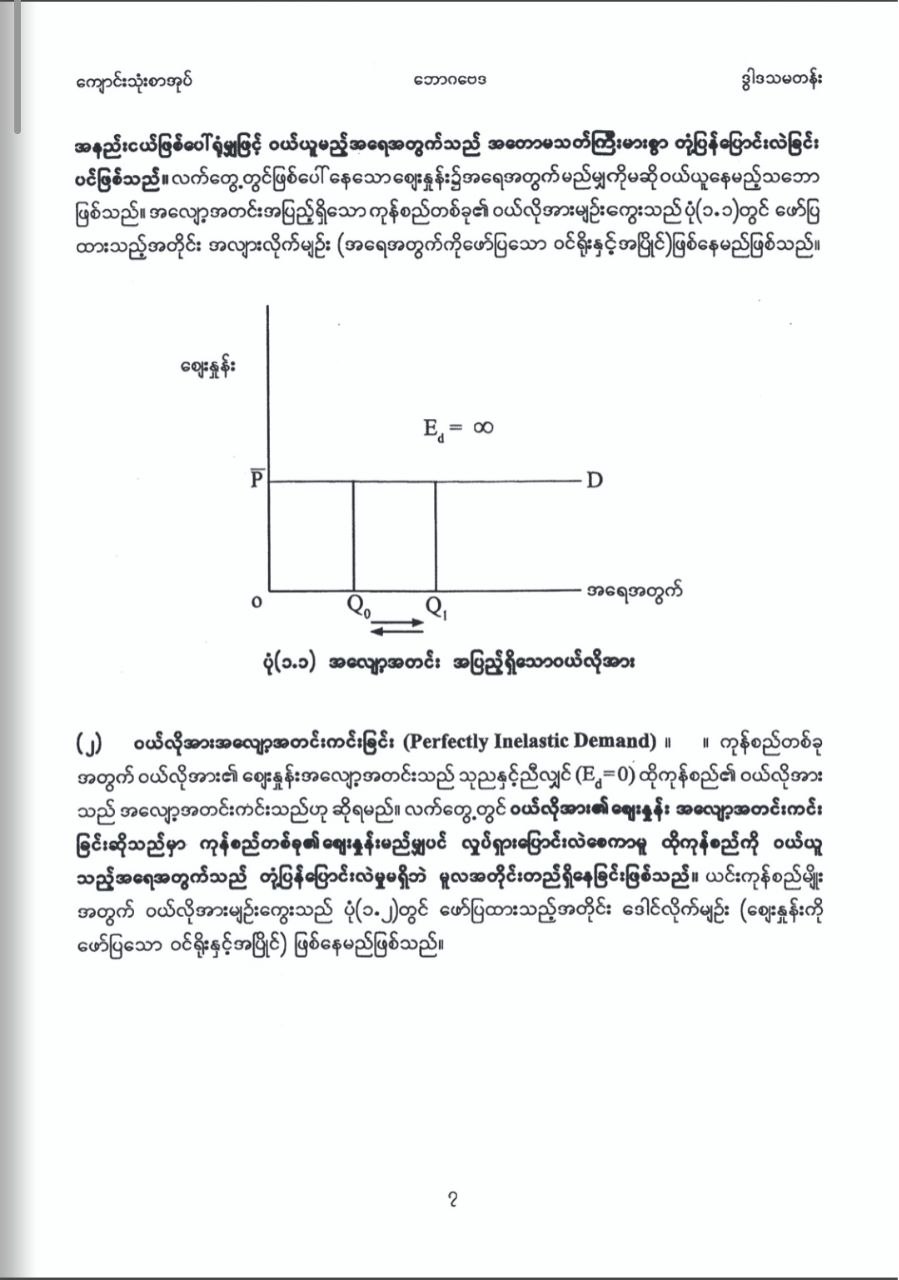 ကျောင်းသုံးစာအုပ် ဘောဂဗေဒ ဒွါဒသမတန်း
အနည်းငယ်ဖြစ်ပေါ်ရုံမျှဖြင့် ဝယ်ယူမည့်အရေအတွက်သည် အတောမသတ်ကြီးမားစွာ တုံ့ပြန်ပြောင်းလဲခြင်း
ပင်ဖြစ်သည်။ လက်တွေ့တွင်ဖြစ်ပေါ်နေသောဈေးနှုန်း၌အရေအတွက်မည်မျှကိုမဆိုဝယ်ယူနေမည့်သဘော
ဖြစ်သည်။ အလျော့အတင်းအပြည့်ရှိသော ကုန်စည်တစ်ခု၏ ဝယ်လိုအားမျဉ်းကွေးသည် ပုံ(၁.၁)တွင် ဖော်ပြ
ထားသည့်အတိုင်း အလျားလိုက်မျဉ်း (အရေအတွက်ကိုဖော်ပြသော ဝင်ရိုးနှင့်အပြိုင်)ဖြစ်နေမည်ဖြစ်သည်။
ဈေးနှုန်း
E_d = ∞
P̅
D
အရေအတွက်
o
Q₀
Q₁
ပုံ(၁.၁) အလျော့အတင်း အပြည့်ရှိသောဝယ်လိုအား
(၂) ဝယ်လိုအားအလျော့အတင်းကင်းခြင်း (Perfectly Inelastic Demand) ။ ။ ကုန်စည်တစ်ခု
အတွက် ဝယ်လိုအား၏ ဈေးနှုန်းအလျော့အတင်းသည် သုညနှင့်ညီလျှင် (E_d=0) ထိုကုန်စည်၏ ဝယ်လိုအား
သည် အလျော့အတင်းကင်းသည်ဟု ဆိုရမည်။ လက်တွေ့တွင် ဝယ်လိုအား၏ဈေးနှုန်း အလျော့အတင်းကင်း
ခြင်းဆိုသည်မှာ ကုန်စည်တစ်ခု၏ဈေးနှုန်းမည်မျှပင် လှုပ်ရှားပြောင်းလဲစေကာမူ ထိုကုန်စည်ကို ဝယ်ယူ
သည့်အရေအတွက်သည် တုံ့ပြန်ပြောင်းလဲမှုမရှိဘဲ မူလအတိုင်းတည်ရှိနေခြင်းဖြစ်သည်။ ယင်းကုန်စည်မျိုး
အတွက် ဝယ်လိုအားမျဉ်းကွေးသည် ပုံ(၁.၂)တွင် ဖော်ပြထားသည့်အတိုင်း ဒေါင်လိုက်မျဉ်း (ဈေးနှုန်းကို
ဖော်ပြသော ဝင်ရိုးနှင့်အပြိုင်) ဖြစ်နေမည်ဖြစ်သည်။
၇